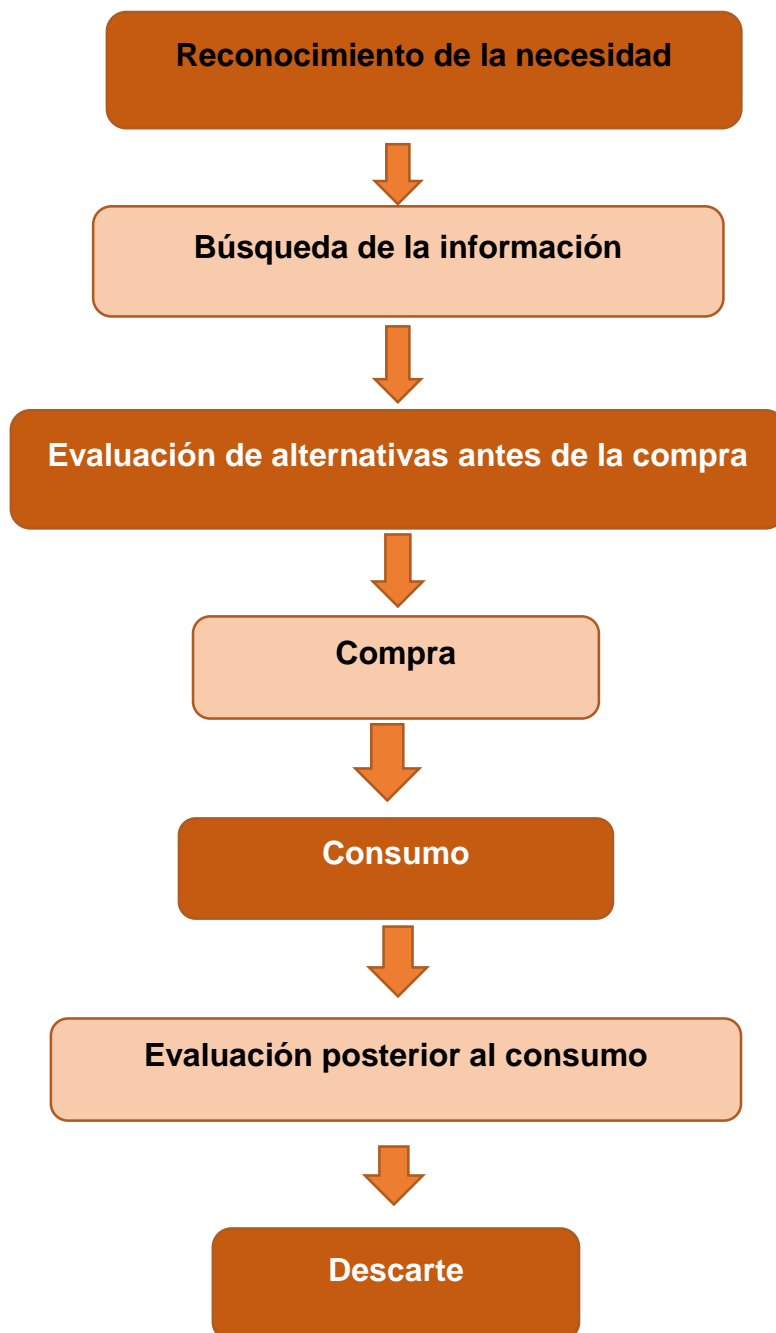 Reconocimiento de la necesidad
Búsqueda de la información
Evaluación de alternativas antes de la compra
Compra
Consumo
Evaluación posterior al consumo
Descarte